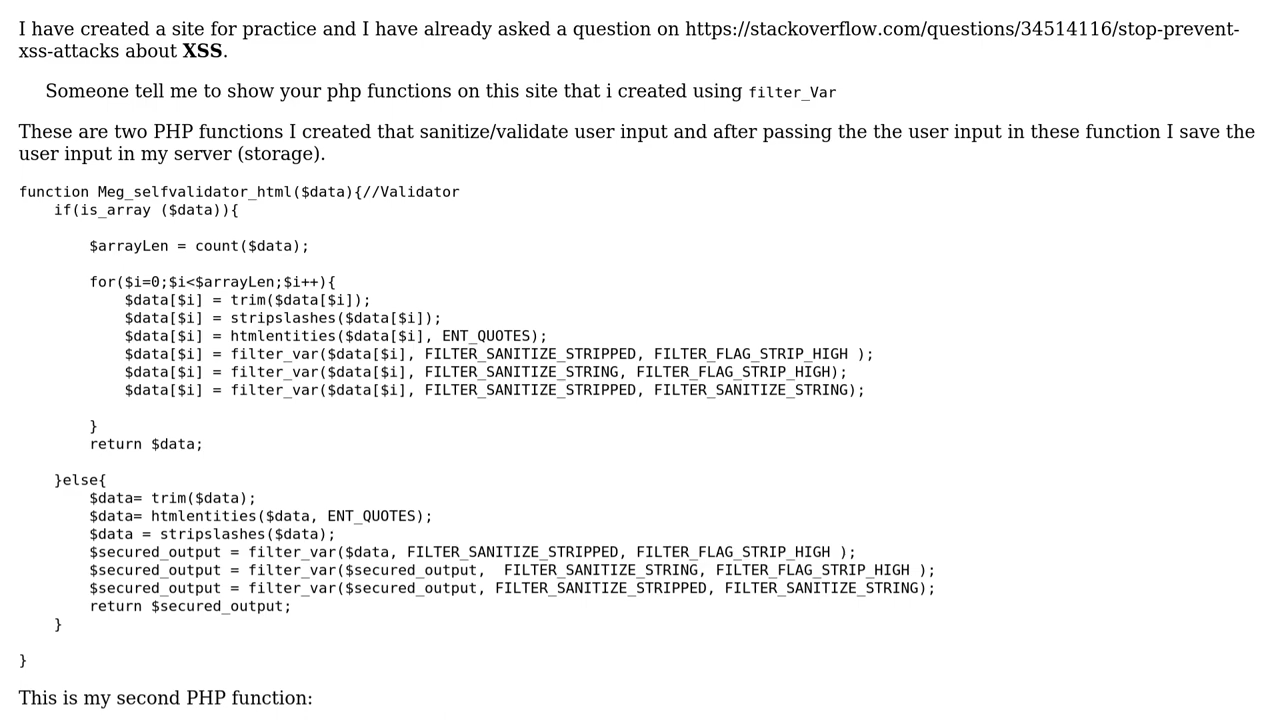 I have created a site for practice and I have already asked a question on https://stackoverflow.com/questions/34514116/stop-prevent-
xss-attacks about XSS.
Someone tell me to show your php functions on this site that i created using filter_Var
These are two PHP functions I created that sanitize/validate user input and after passing the the user input in these function I save the
user input in my server (storage).
function Meg_selfvalidator_html($data){//Validator
    if(is_array ($data)){
        $arrayLen = count($data);
        for($i=0;$i<$arrayLen;$i++){
            $data[$i] = trim($data[$i]);
            $data[$i] = stripslashes($data[$i]);
            $data[$i] = htmlentities($data[$i], ENT_QUOTES);
            $data[$i] = filter_var($data[$i], FILTER_SANITIZE_STRIPPED, FILTER_FLAG_STRIP_HIGH );
            $data[$i] = filter_var($data[$i], FILTER_SANITIZE_STRING, FILTER_FLAG_STRIP_HIGH);
            $data[$i] = filter_var($data[$i], FILTER_SANITIZE_STRIPPED, FILTER_SANITIZE_STRING);
        }
        return $data;
    }else{
        $data= trim($data);
        $data= htmlentities($data, ENT_QUOTES);
        $data = stripslashes($data);
        $secured_output = filter_var($data, FILTER_SANITIZE_STRIPPED, FILTER_FLAG_STRIP_HIGH );
        $secured_output = filter_var($secured_output,  FILTER_SANITIZE_STRING, FILTER_FLAG_STRIP_HIGH );
        $secured_output = filter_var($secured_output, FILTER_SANITIZE_STRIPPED, FILTER_SANITIZE_STRING);
        return $secured_output;
    }
}
This is my second PHP function: